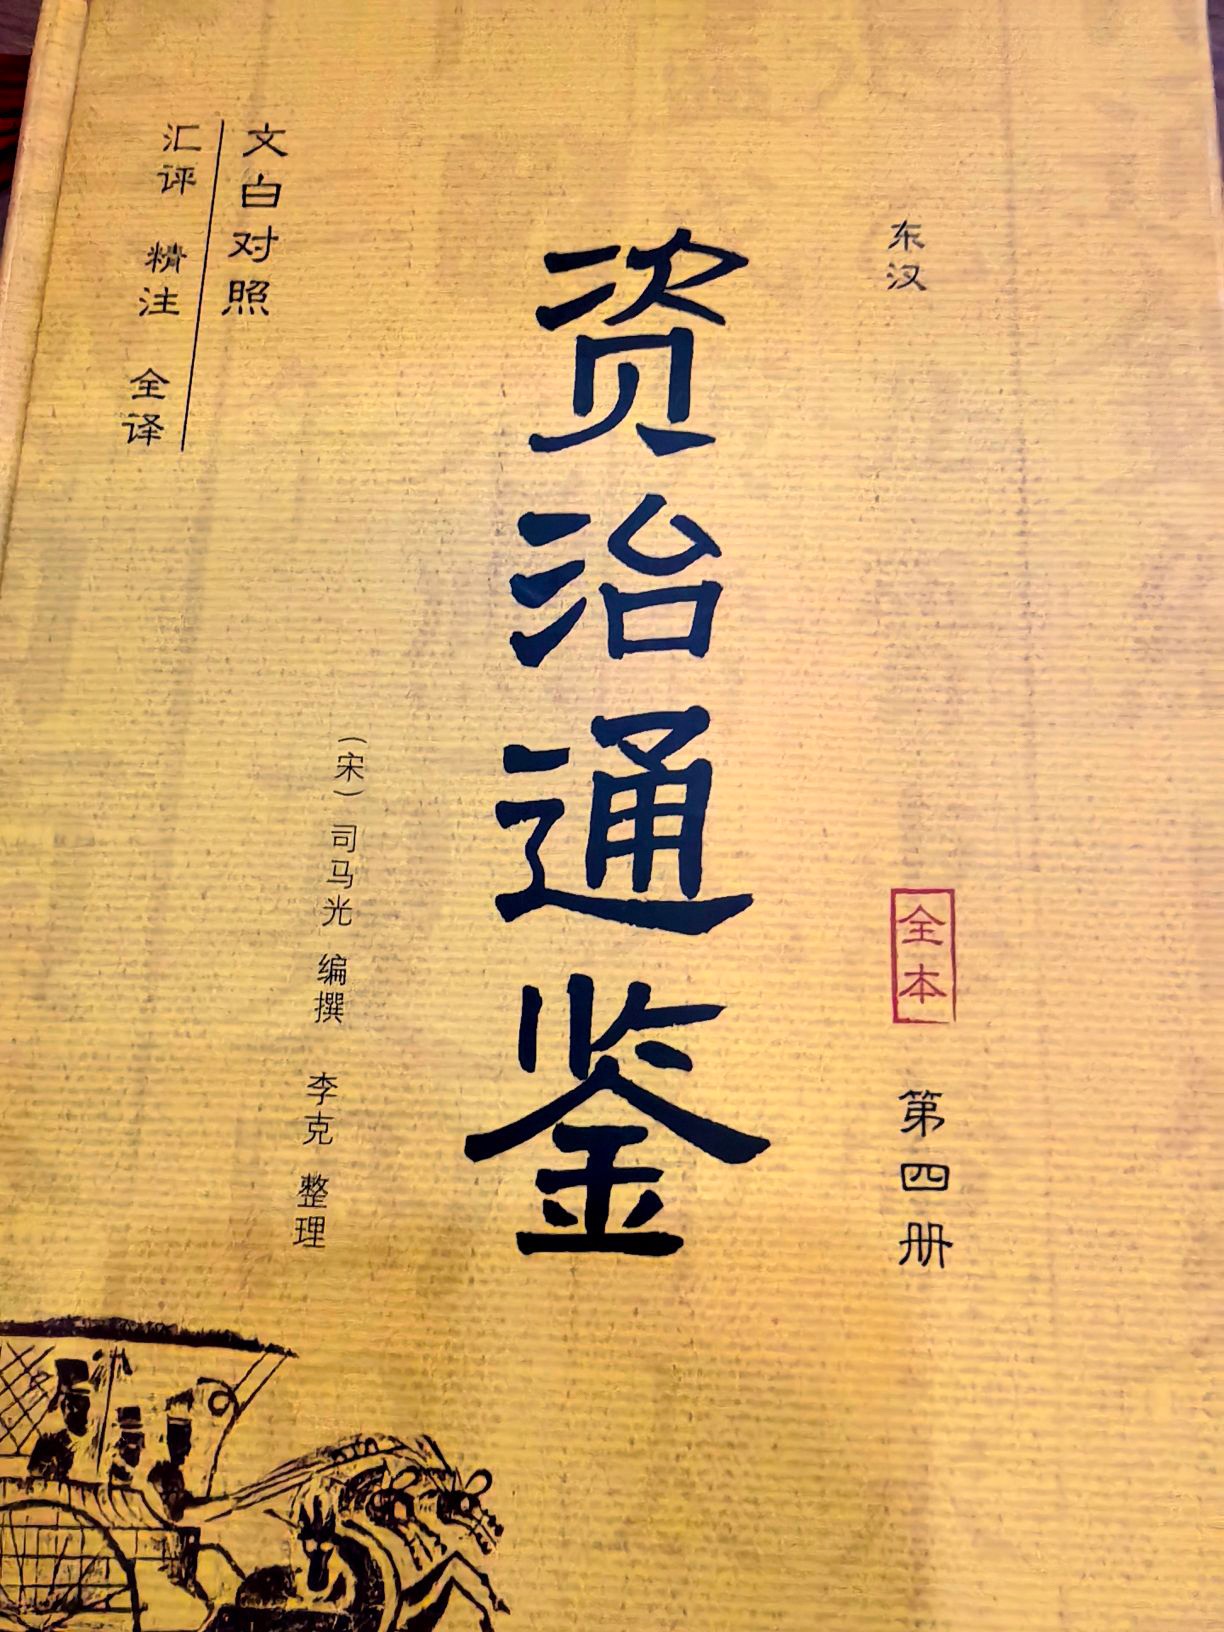 东汉
全本
第四册
资治通鉴
(宋) 司马光 编撰 李克 整理
文白对照
汇评 精注 全译